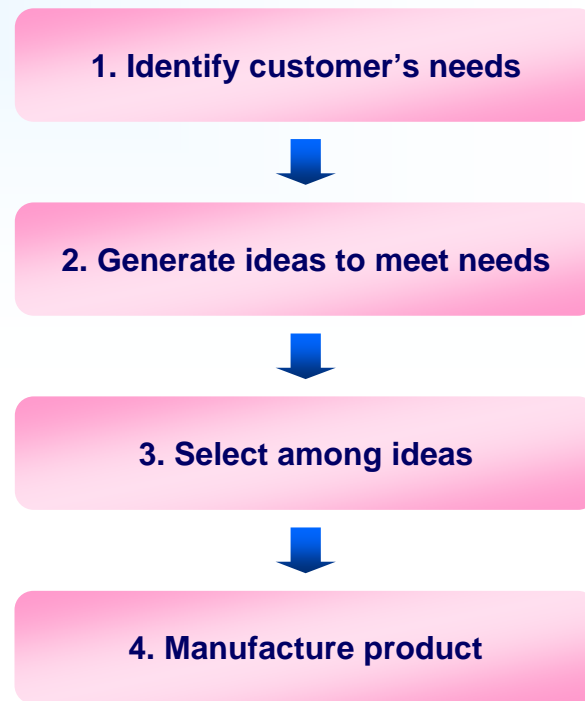 1. Identify customer's needs
2. Generate ideas to meet needs
3. Select among ideas
4. Manufacture product